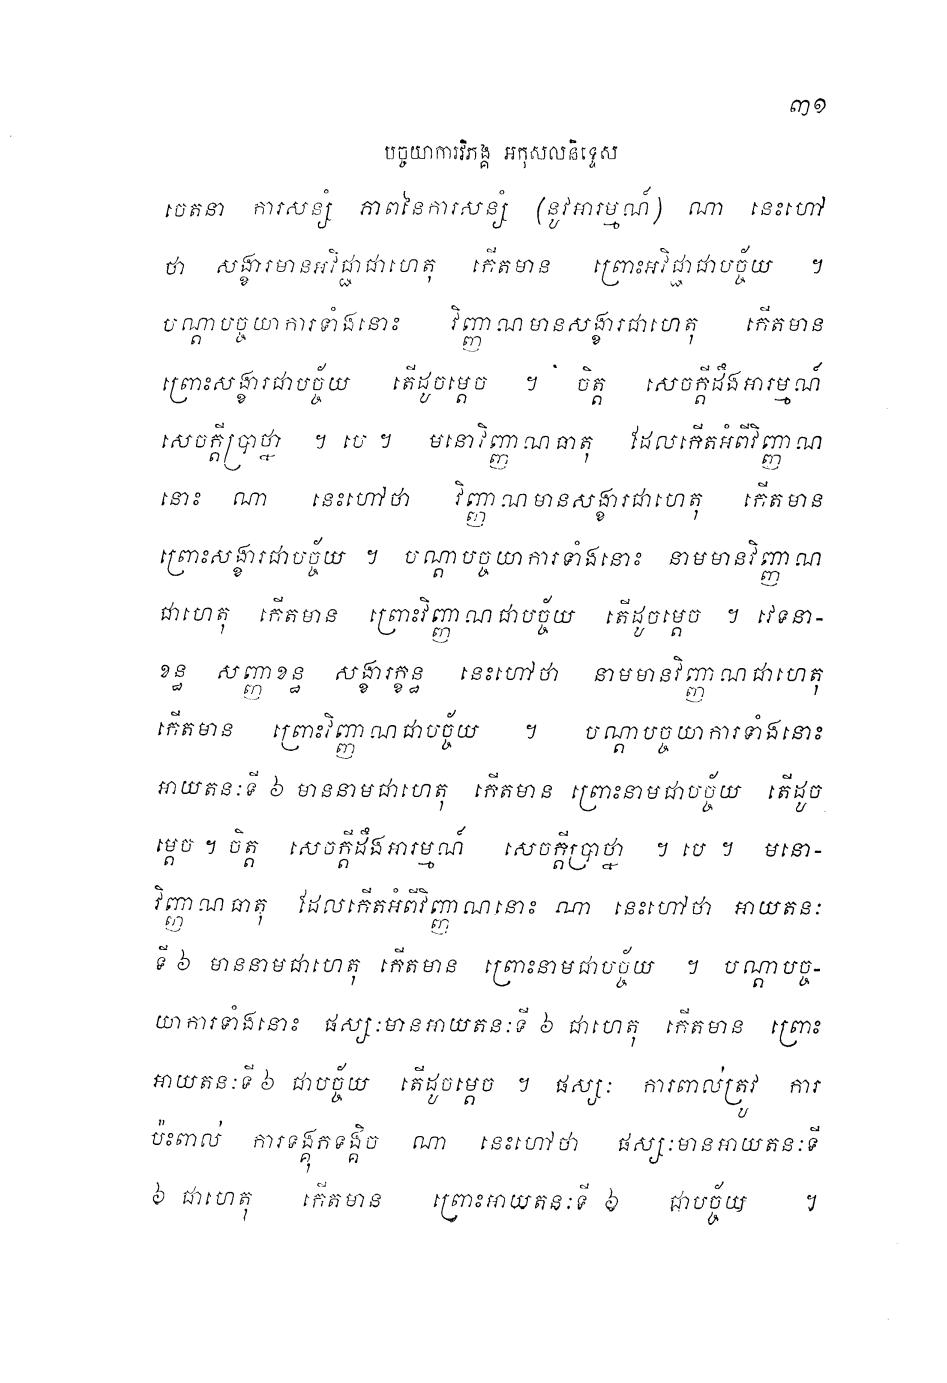 ៣១
បច្ចយាការវិភង្គ អកុសលនិទ្ទេស
ចេតនា ការសន្សំ ភាពនៃការសន្សំ (នូវអារម្មណ៍) ណា នេះហៅ
ថា សង្ខារមានអវិជ្ជាជាហេតុ កើតមាន ព្រោះអវិជ្ជាជាបច្ច័យ ។
បណ្តាបច្ចយាការទាំងនោះ វិញ្ញាណមានសង្ខារជាហេតុ កើតមាន
ព្រោះសង្ខារជាបច្ច័យ តើដូចម្តេច ។ ចិត្ត សេចក្តីដឹងអារម្មណ៍
សេចក្តីប្រាថ្នា ។ បេ ។ មនោវិញ្ញាណធាតុ ដែលកើតអំពីវិញ្ញាណ
នោះ ណា នេះហៅថា វិញ្ញាណមានសង្ខារជាហេតុ កើតមាន
ព្រោះសង្ខារជាបច្ច័យ ។ បណ្តាបច្ចយាការទាំងនោះ នាមមានវិញ្ញាណ
ជាហេតុ កើតមាន ព្រោះវិញ្ញាណជាបច្ច័យ តើដូចម្តេច ។ វេទនា-
ខន្ធ សញ្ញាខន្ធ សង្ខារក្ខន្ធ នេះហៅថា នាមមានវិញ្ញាណជាហេតុ
កើតមាន ព្រោះវិញ្ញាណជាបច្ច័យ ។ បណ្តាបច្ចយាការទាំងនោះ
អាយតនៈទី ៦ មាននាមជាហេតុ កើតមាន ព្រោះនាមជាបច្ច័យ តើដូច
ម្តេច ។ ចិត្ត សេចក្តីដឹងអារម្មណ៍ សេចក្តីប្រាថ្នា ។ បេ ។ មនោ-
វិញ្ញាណធាតុ ដែលកើតអំពីវិញ្ញាណនោះ ណា នេះហៅថា អាយតនៈ
ទី ៦ មាននាមជាហេតុ កើតមាន ព្រោះនាមជាបច្ច័យ ។ បណ្តាបច្ច-
យាការទាំងនោះ ផស្សៈមានអាយតនៈទី ៦ ជាហេតុ កើតមាន ព្រោះ
អាយតនៈទី ៦ ជាបច្ច័យ តើដូចម្តេច ។ ផស្សៈ ការពាល់ត្រូវ ការ
ប៉ះពាល់ ការទង្គុកទង្គិច ណា នេះហៅថា ផស្សៈមានអាយតនៈទី
៦ ជាហេតុ កើតមាន ព្រោះអាយតនៈទី ៦ ជាបច្ច័យ ។